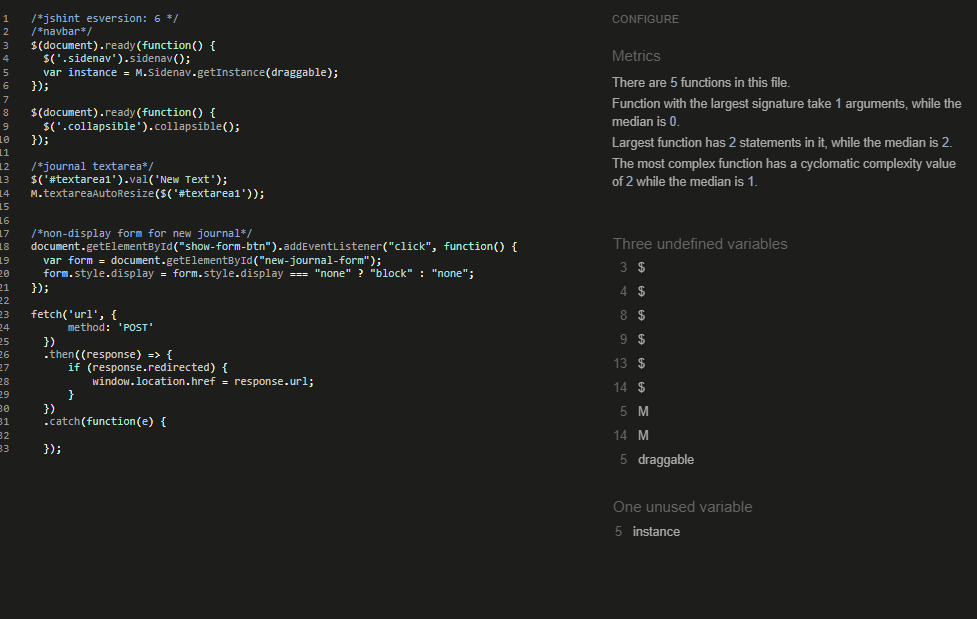 1 /*jshint esversion: 6 */
2 /*navbar*/
3 $(document).ready(function() {
4 $('.sidenav').sidenav();
5 var instance = M.Sidenav.getInstance(draggable);
6 });
7
8 $(document).ready(function() {
9 $('.collapsible').collapsible();
10 });
11
12 /*journal textarea*/
13 $('#textarea1').val('New Text');
14 M.textareaAutoResize($('#textarea1'));
15
16
17 /*non-display form for new journal*/
18 document.getElementById("show-form-btn").addEventListener("click", function() {
19 var form = document.getElementById("new-journal-form");
20 form.style.display = form.style.display === "none" ? "block" : "none";
21 });
22
23 fetch('url', {
24 method: 'POST'
25 })
26 .then((response) => {
27 if (response.redirected) {
28 window.location.href = response.url;
29 }
30 })
31 .catch(function(e) {
32
33 });
CONFIGURE
Metrics
There are 5 functions in this file.
Function with the largest signature take 1 arguments, while the
median is 0.
Largest function has 2 statements in it, while the median is 2.
The most complex function has a cyclomatic complexity value
of 2 while the median is 1.
Three undefined variables
3 $
4 $
8 $
9 $
13 $
14 $
5 M
14 M
5 draggable
One unused variable
5 instance